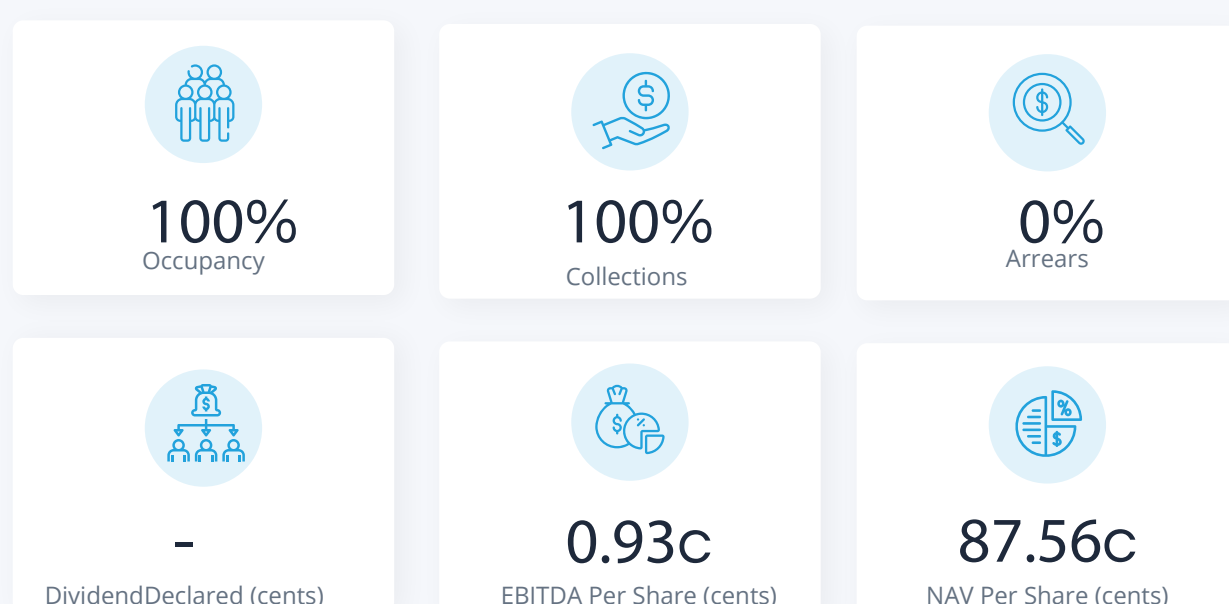 100%
Occupancy
100%
Collections
0%
Arrears
-
DividendDeclared (cents)
0.93c
EBITDA Per Share (cents)
87.56c
NAV Per Share (cents)